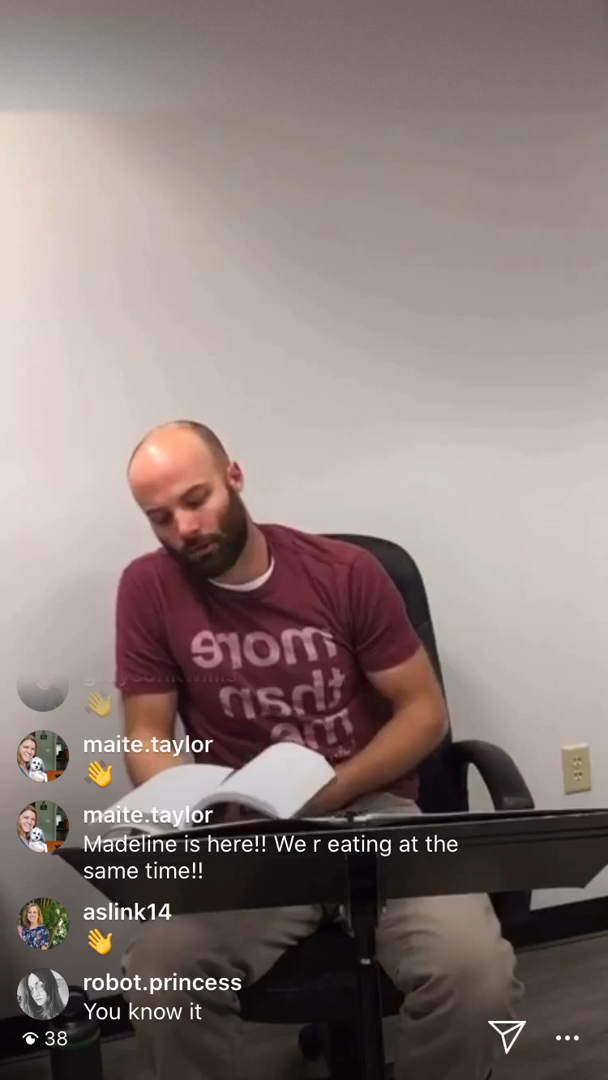 more
than
me
👋
maite.taylor
👋
maite.taylor
Madeline is here!! We r eating at the
same time!!
aslink14
👋
robot.princess
You know it
38